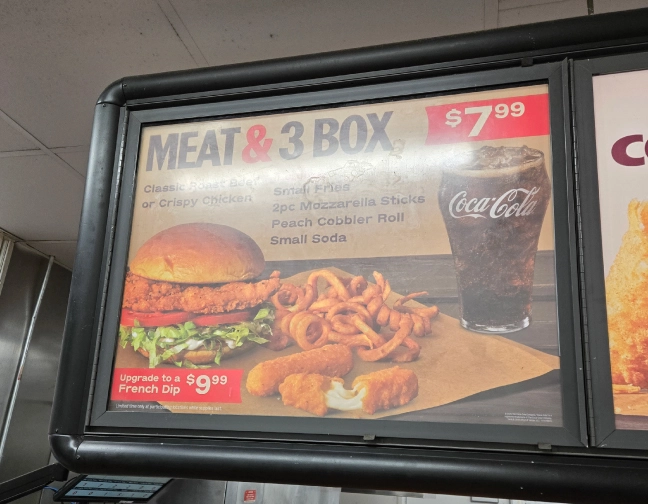 MEAT & 3 BOX
$7.99
Classic Roast Beef
or Crispy Chicken
Small Fries
2pc Mozzarella Sticks
Peach Cobbler Roll
Small Soda
Coca-Cola
Upgrade to a
French Dip
$9.99
C